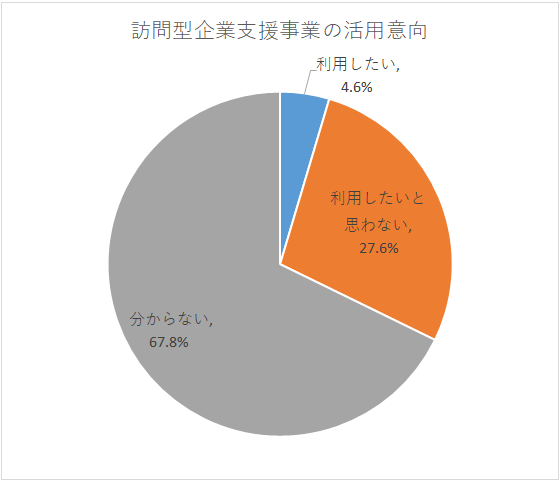 訪問型企業支援事業の活用意向
利用したい,
4.6%
利用したいと
思わない,
27.6%
分からない,
67.8%